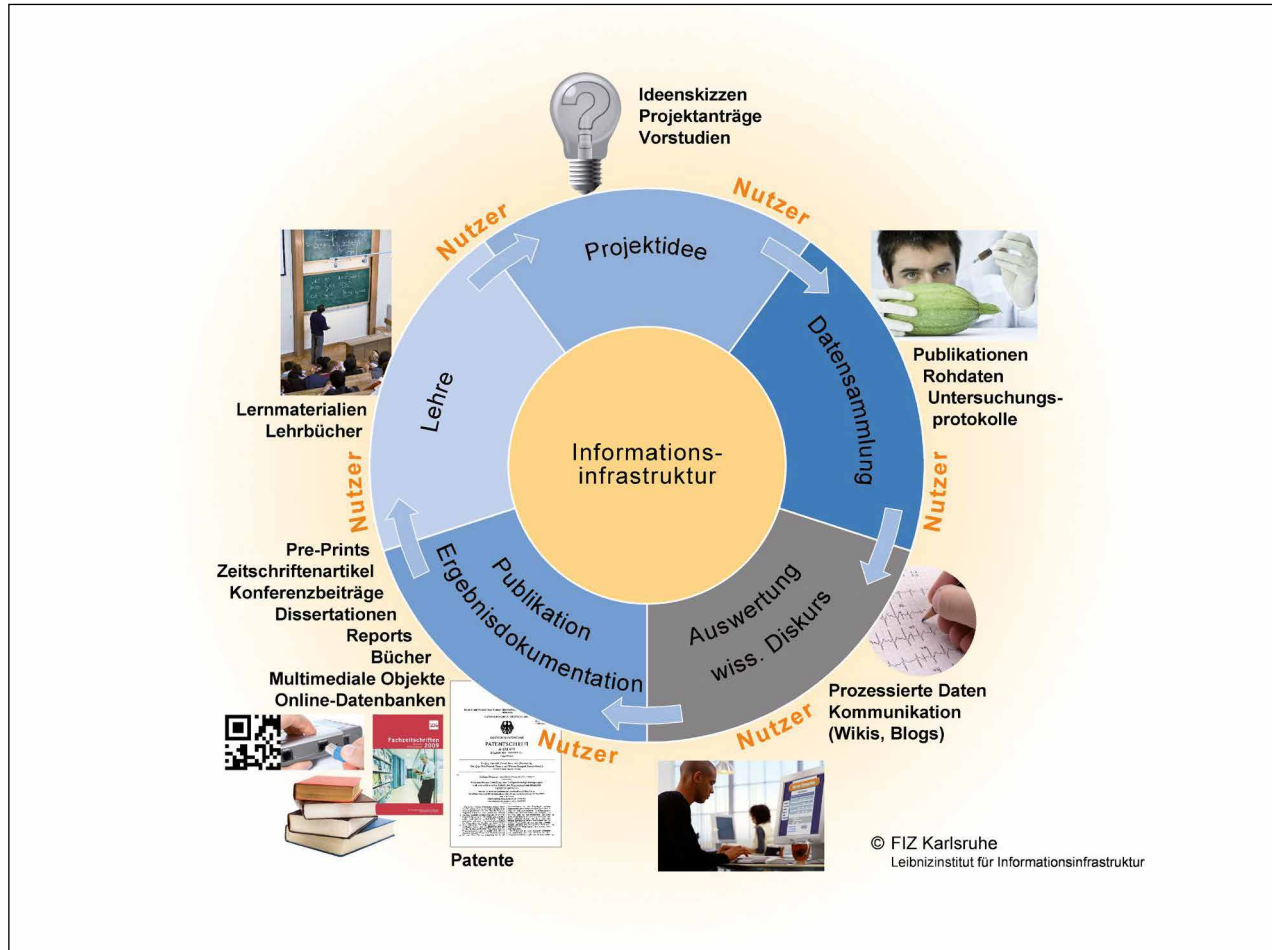 Ideenskizzen
Projektanträge
Vorstudien
Nutzer
Nutzer
Projektidee
Publikationen
Rohdaten
Untersuchungs-
protokolle
Datensammlung
Nutzer
Lehre
Lernmaterialien
Lehrbücher
Nutzer
Informations-
infrastruktur
Auswertung
wiss. Diskurs
Prozessierte Daten
Kommunikation
(Wikis, Blogs)
Nutzer
Publikation
Ergebnisdokumentation
Nutzer
Pre-Prints
Zeitschriftenartikel
Konferenzbeiträge
Dissertationen
Reports
Bücher
Multimediale Objekte
Online-Datenbanken
Fachzeitschriften
2009
PATENTSCHRIFT
Patente
© FIZ Karlsruhe
Leibnizinstitut für Informationsinfrastruktur